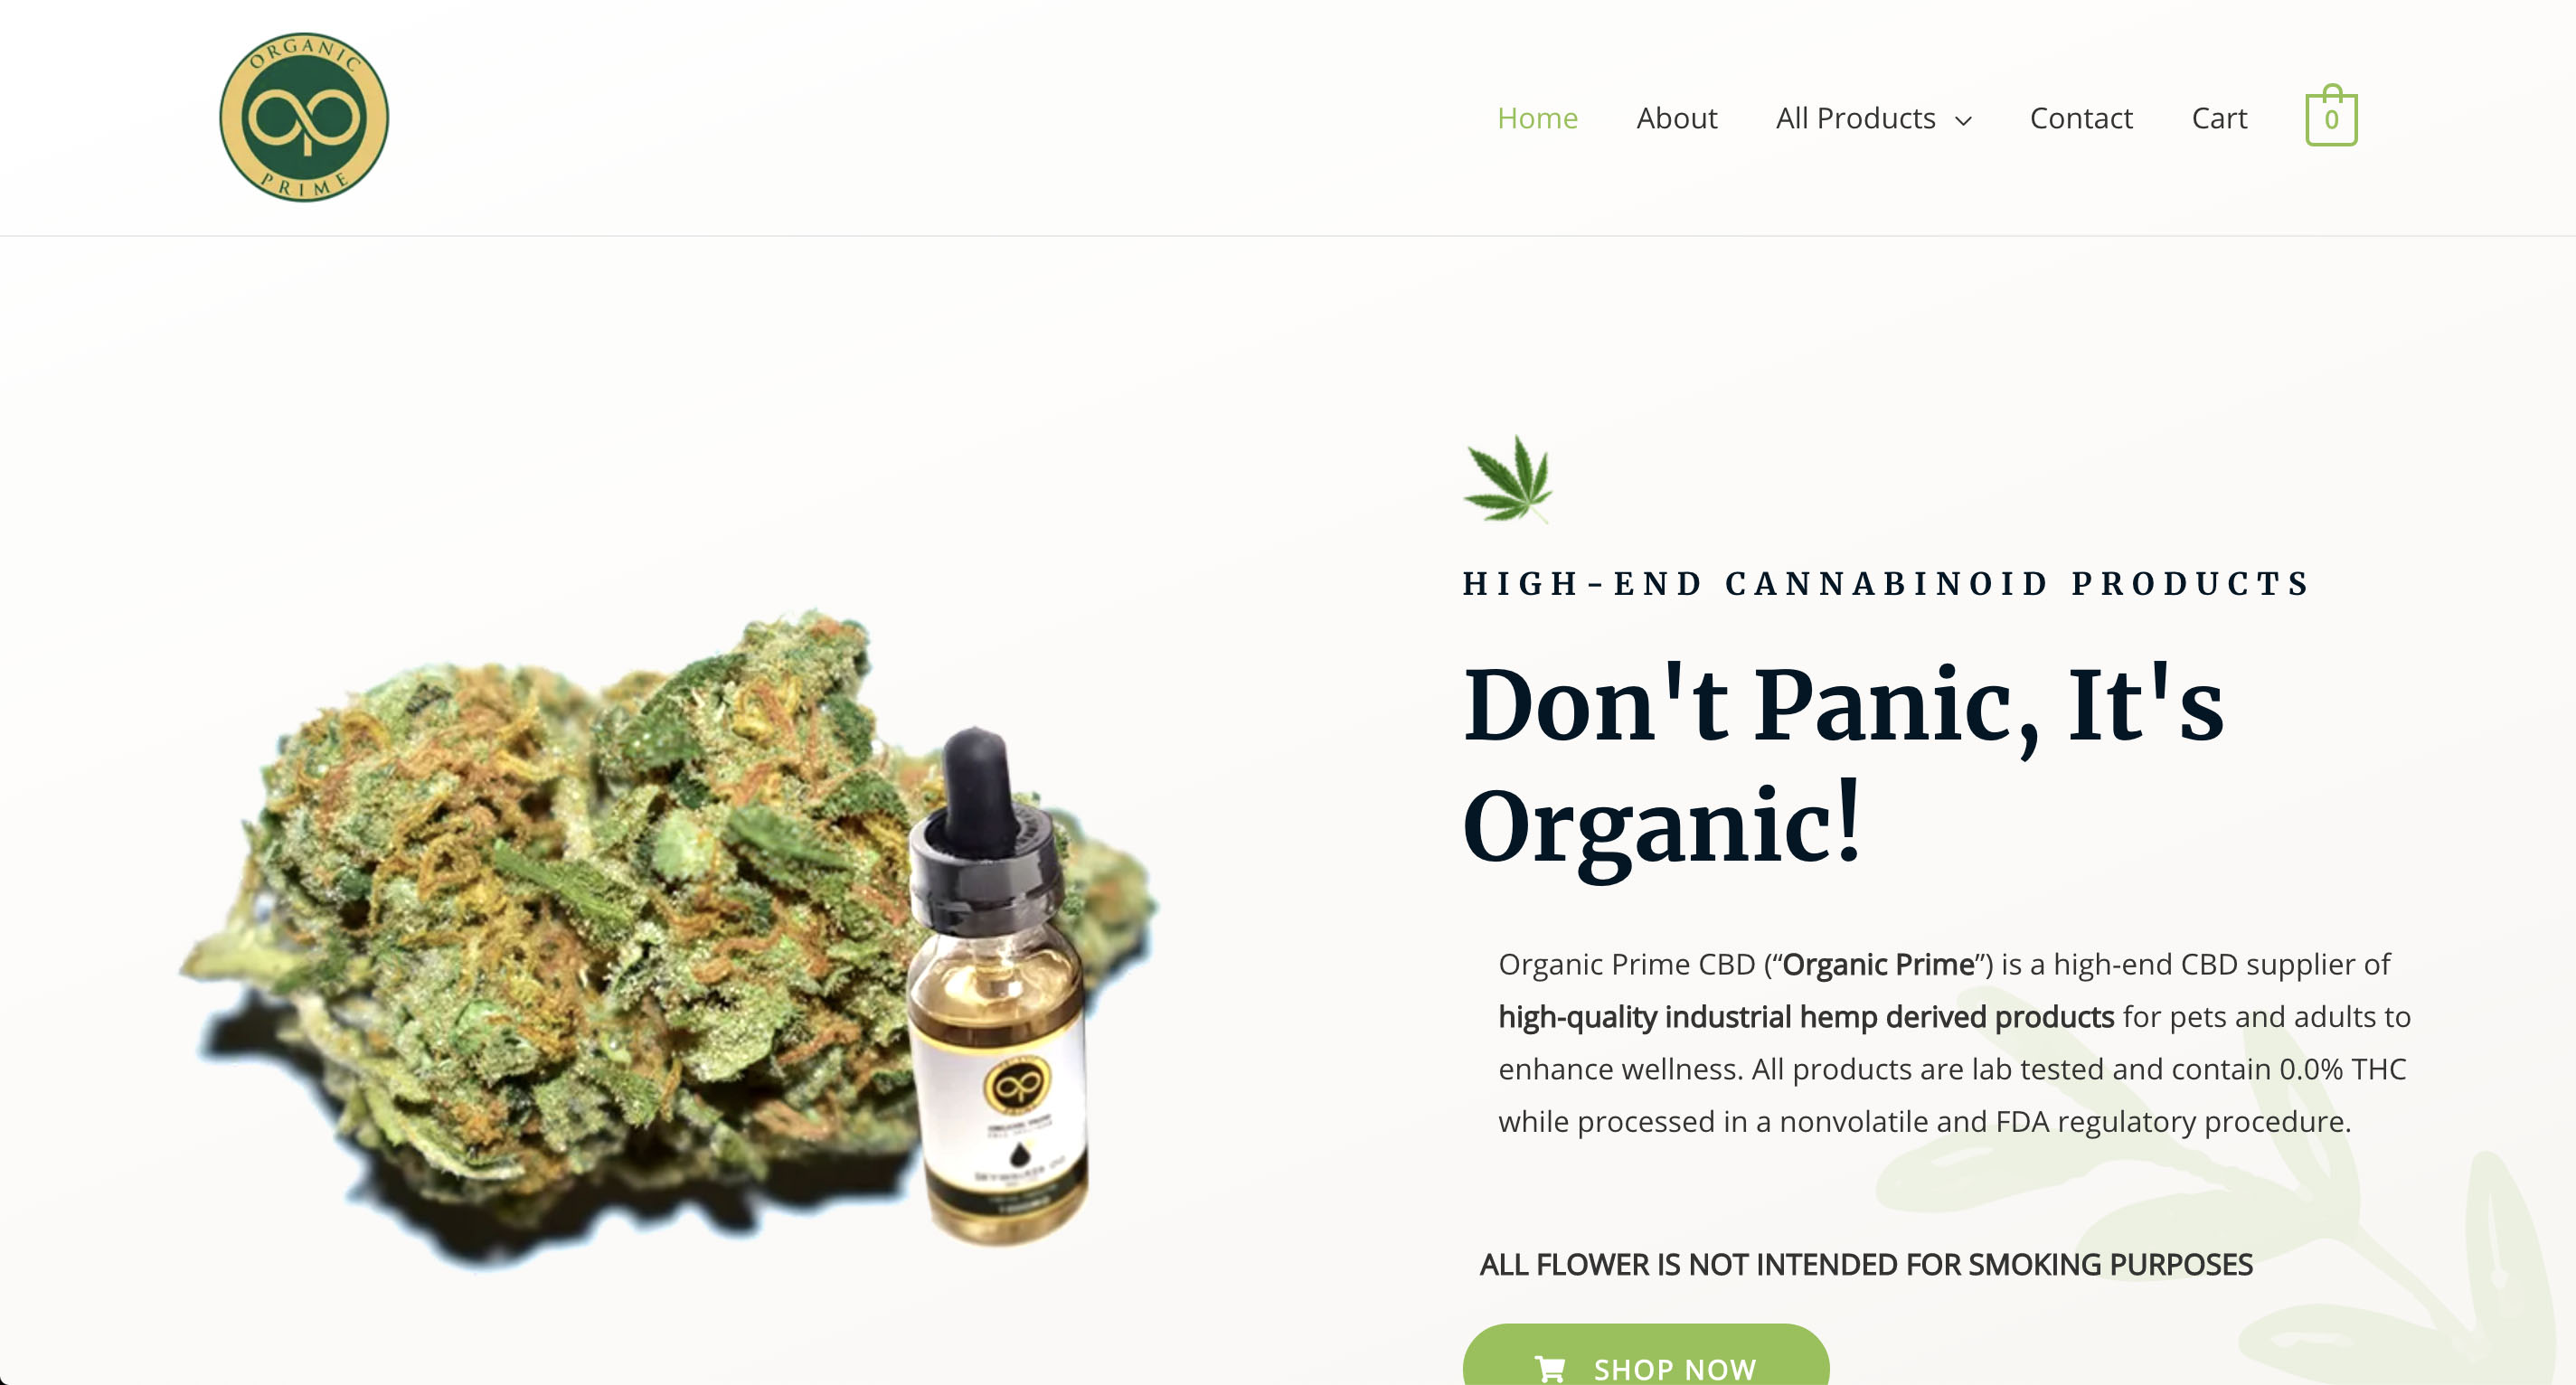 ORGANIC
PRIME
Home About All Products Contact Cart 0
HIGH-END CANNABINOID PRODUCTS
Don't Panic, It's
Organic!
Organic Prime CBD (“Organic Prime”) is a high-end CBD supplier of
high-quality industrial hemp derived products for pets and adults to
enhance wellness. All products are lab tested and contain 0.0% THC
while processed in a nonvolatile and FDA regulatory procedure.
ALL FLOWER IS NOT INTENDED FOR SMOKING PURPOSES
SHOP NOW